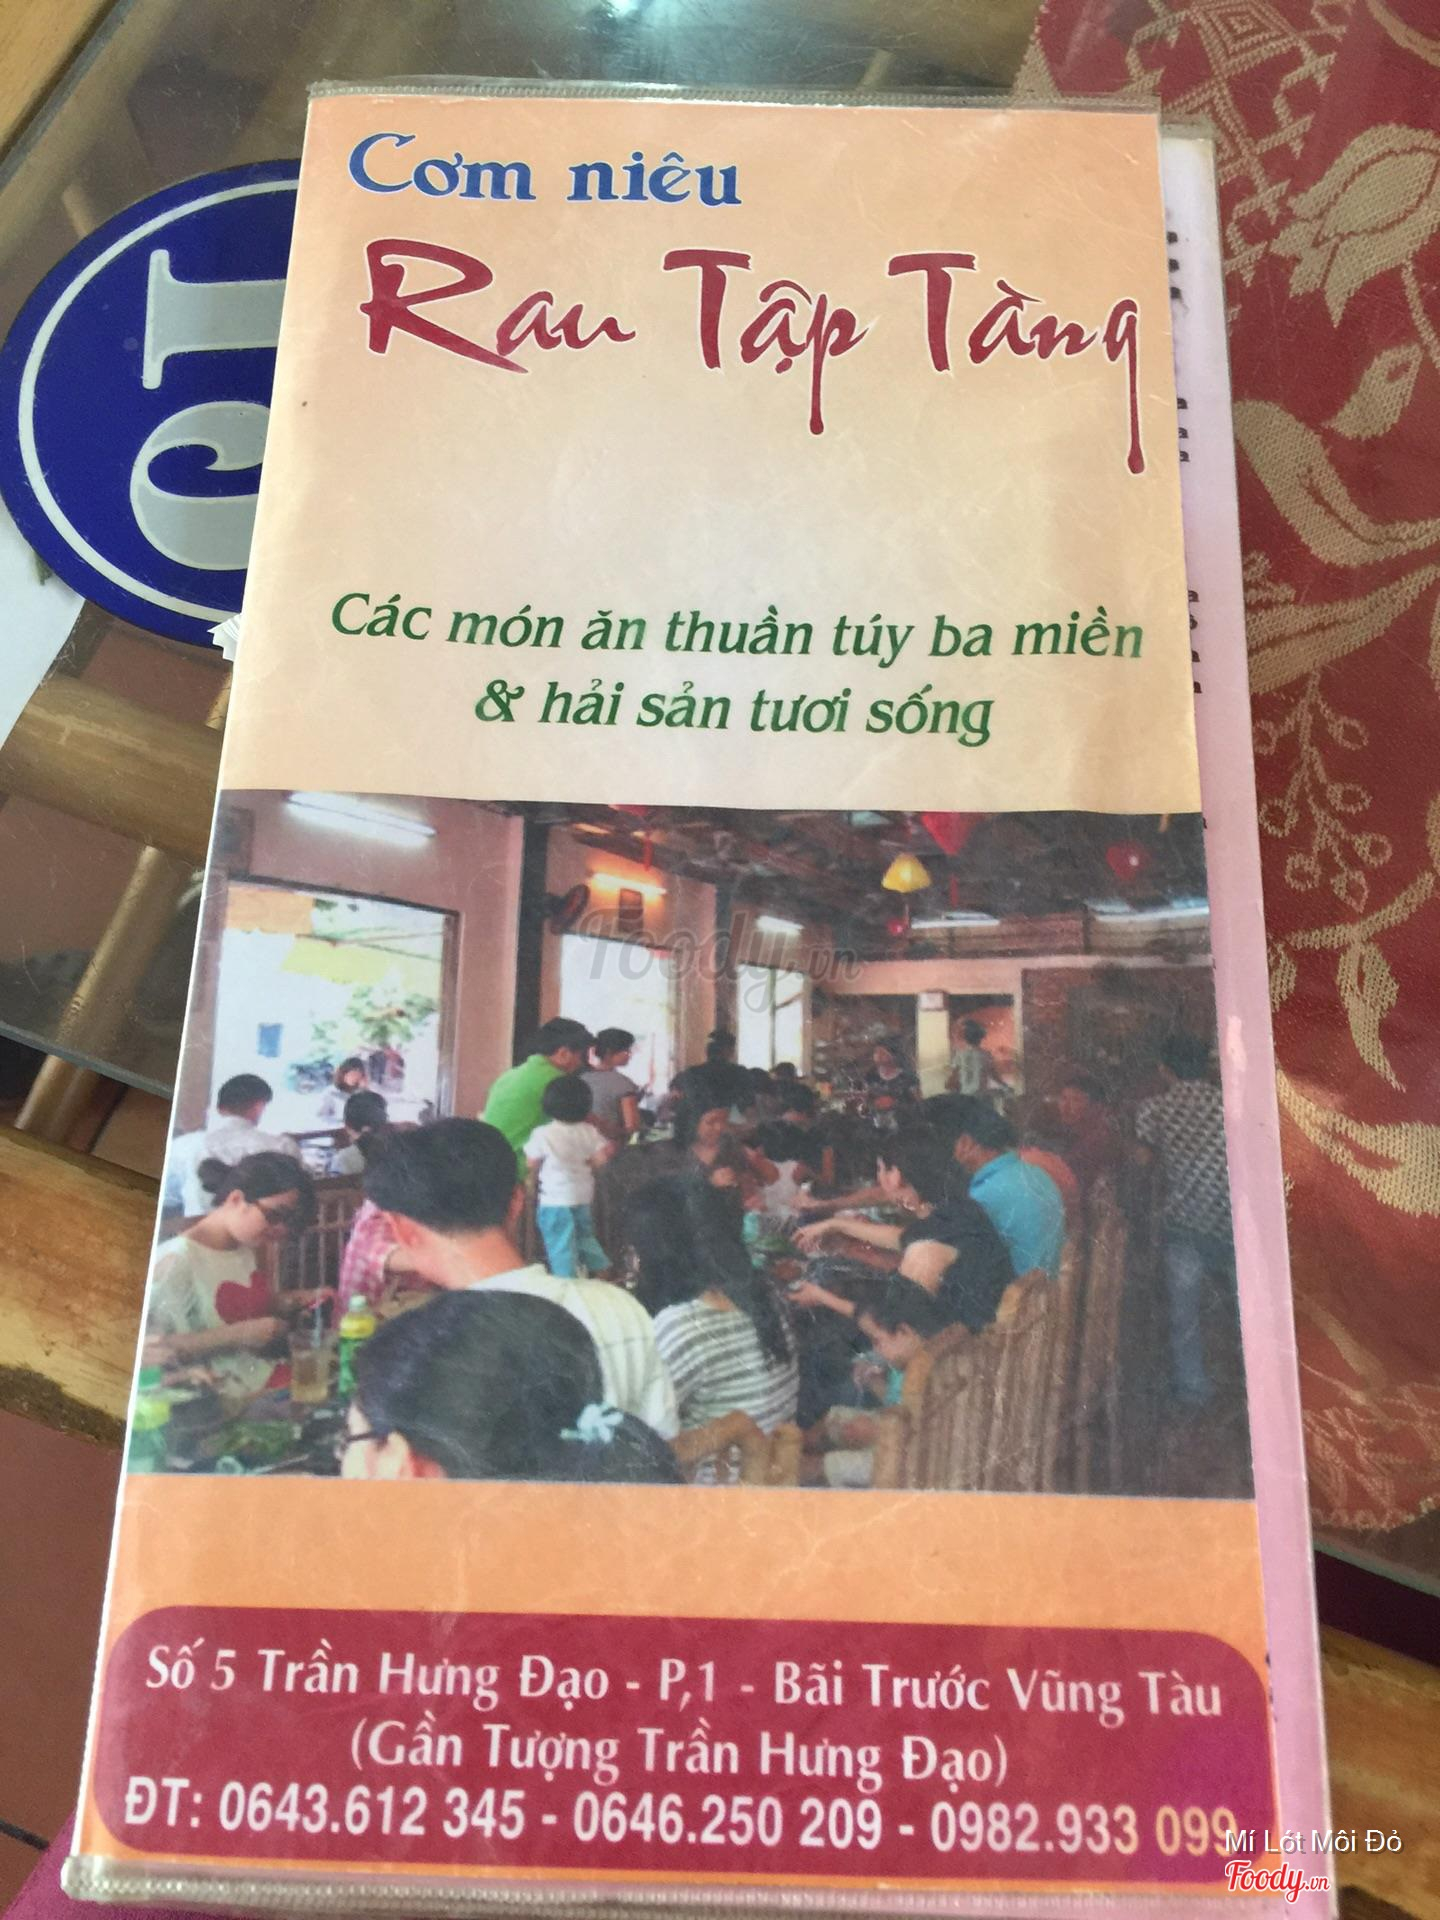 Cơm niêu
Rau Tập Tàng
Các món ăn thuần túy ba miền
& hải sản tươi sống
Foody.vn
Số 5 Trần Hưng Đạo - P,1 - Bãi Trước Vũng Tàu
(Gần Tượng Trần Hưng Đạo)
ĐT: 0643.612 345 - 0646.250 209 - 0982.933 099
Mí Lót Môi Đỏ
Foody.vn